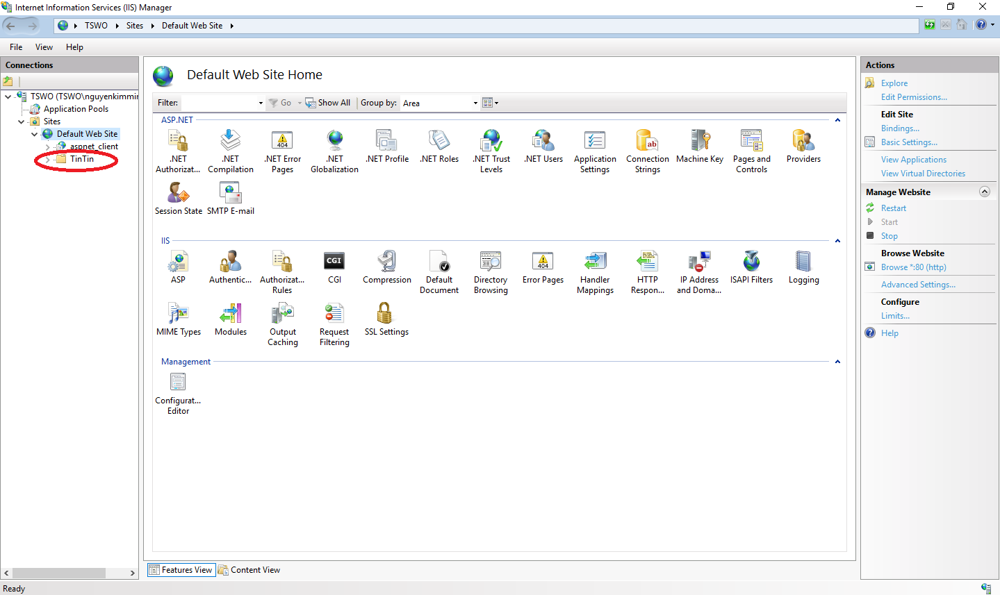 Internet Information Services (IIS) Manager
TSWO Sites Default Web Site
File View Help
Connections
TSWO (TSWO\nguyenkimmin
Application Pools
Sites
Default Web Site
aspnet_client
TinTin
Default Web Site Home
Filter: Go Show All Group by: Area
ASP.NET
.NET Authorizat...
.NET Compilation
.NET Error Pages
.NET Globalization
.NET Profile
.NET Roles
.NET Trust Levels
.NET Users
Application Settings
Connection Strings
Machine Key
Pages and Controls
Providers
Session State
SMTP E-mail
IIS
ASP
Authentic...
Authorizat... Rules
CGI
Compression
Default Document
Directory Browsing
Error Pages
Handler Mappings
HTTP Respon...
IP Address and Doma...
ISAPI Filters
Logging
MIME Types
Modules
Output Caching
Request Filtering
SSL Settings
Management
Configurat... Editor
Features View Content View
Actions
Explore
Edit Permissions...
Edit Site
Bindings...
Basic Settings...
View Applications
View Virtual Directories
Manage Website
Restart
Start
Stop
Browse Website
Browse *:80 (http)
Advanced Settings...
Configure
Limits...
Help
Ready